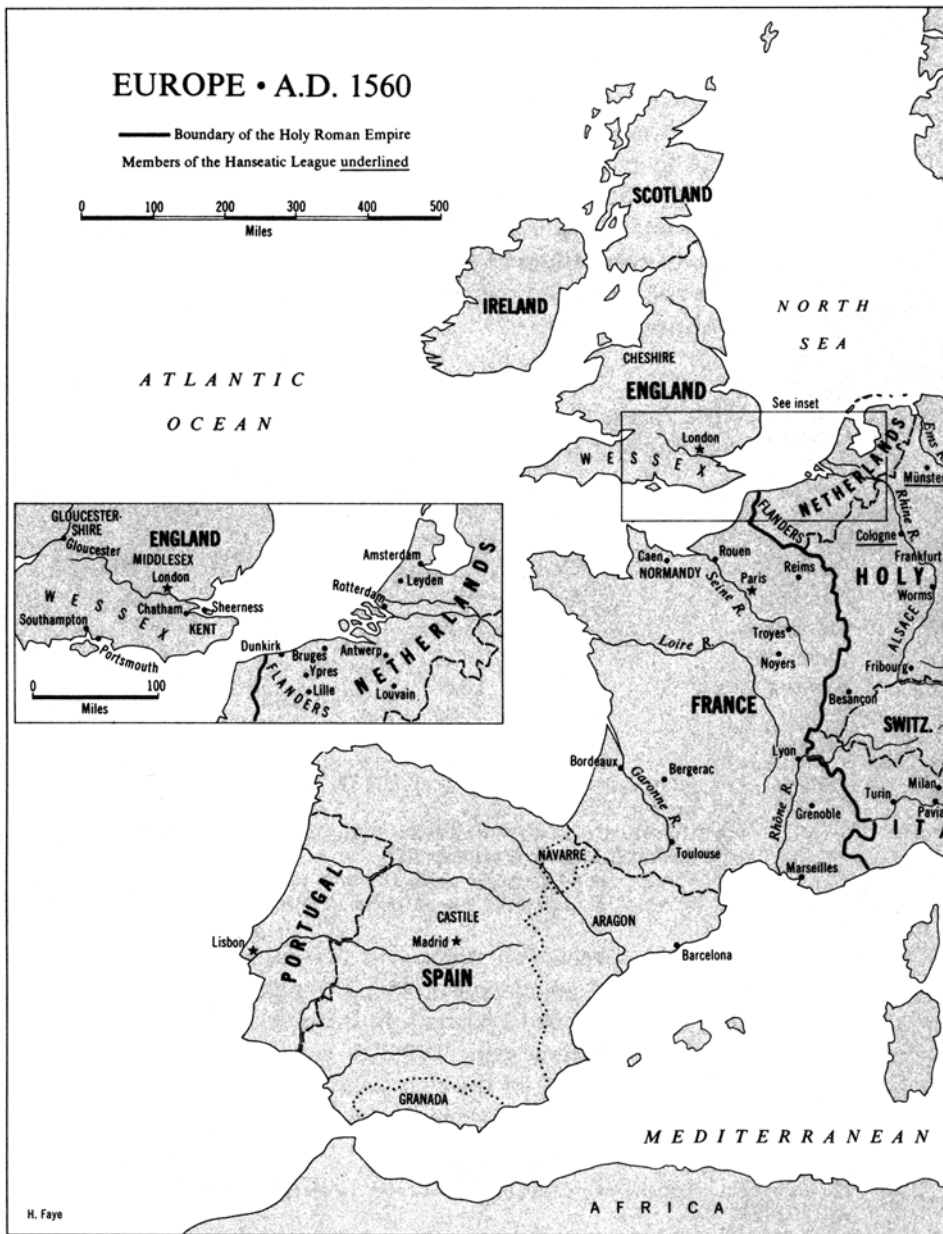 EUROPE • A.D. 1560
Boundary of the Holy Roman Empire
Members of the Hanseatic League underlined
0 100 200 300 400 500
Miles
SCOTLAND
IRELAND
NORTH
SEA
CHESHIRE
ENGLAND
ATLANTIC
OCEAN
See inset
London
WESSEX
NETHERLANDS
Ems R.
Münster
Rhine R.
FLANDERS
Cologne
Frankfurt
HOLY
Worms
ALSACE
Caen
Rouen
NORMANDY
Reims
Paris
Seine R.
Troyes
Loire R.
Noyers
Fribourg
Besançon
FRANCE
SWITZ.
Lyon
Bordeaux
Bergerac
Garonne R.
Rhône R.
Grenoble
Turin
Milan
Pavia
ITA
Toulouse
Marseilles
NAVARRE
PORTUGAL
CASTILE
ARAGON
Lisbon
Madrid
Barcelona
SPAIN
GRANADA
MEDITERRANEAN
AFRICA
H. Faye
GLOUCESTER-
SHIRE
ENGLAND
Gloucester
MIDDLESEX
London
Amsterdam
Leyden
WESSEX
Chatham
Sheerness
Rotterdam
Southampton
KENT
Portsmouth
Dunkirk
Bruges
Antwerp
NETHERLANDS
Ypres
FLANDERS
Lille
Louvain
0 100
Miles